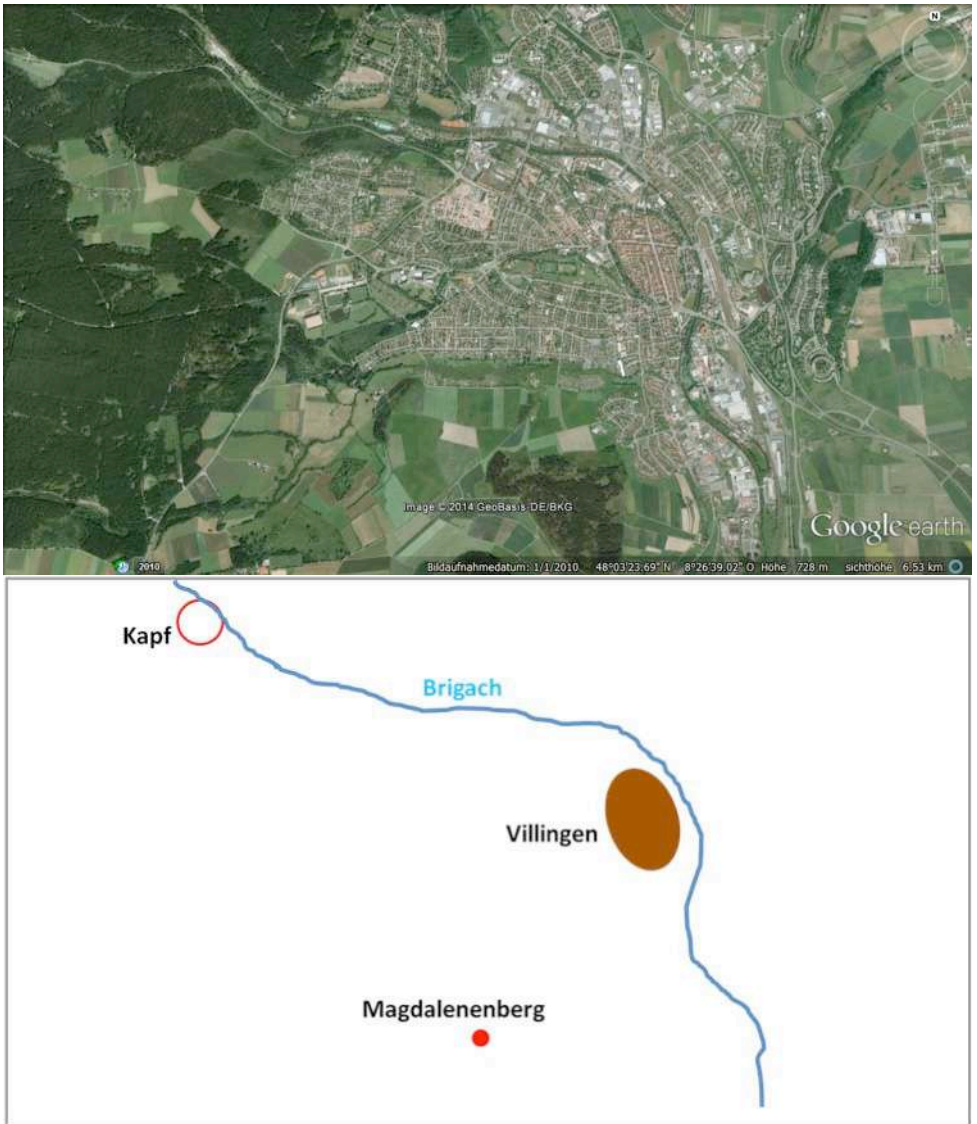 N
Image © 2014 GeoBasis-DE/BKG
Google earth
2010
Bildaufnahmedatum: 1/1/2010 48°03'23.69" N 8°26'39.02" O Höhe 728 m sichthöhe 6.53 km
Kapf
Brigach
Villingen
Magdalenenberg